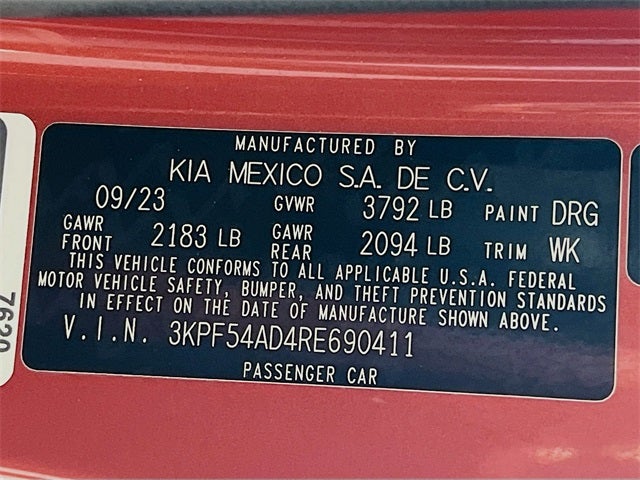 MANUFACTURED BY
KIA MEXICO S.A. DE C.V.
09/23 GVWR 3792 LB PAINT DRG
GAWR FRONT 2183 LB GAWR REAR 2094 LB TRIM WK
THIS VEHICLE CONFORMS TO ALL APPLICABLE U.S.A. FEDERAL
MOTOR VEHICLE SAFETY, BUMPER, AND THEFT PREVENTION STANDARDS
IN EFFECT ON THE DATE OF MANUFACTURE SHOWN ABOVE.
V.I.N. 3KPF54AD4RE690411
PASSENGER CAR
7620